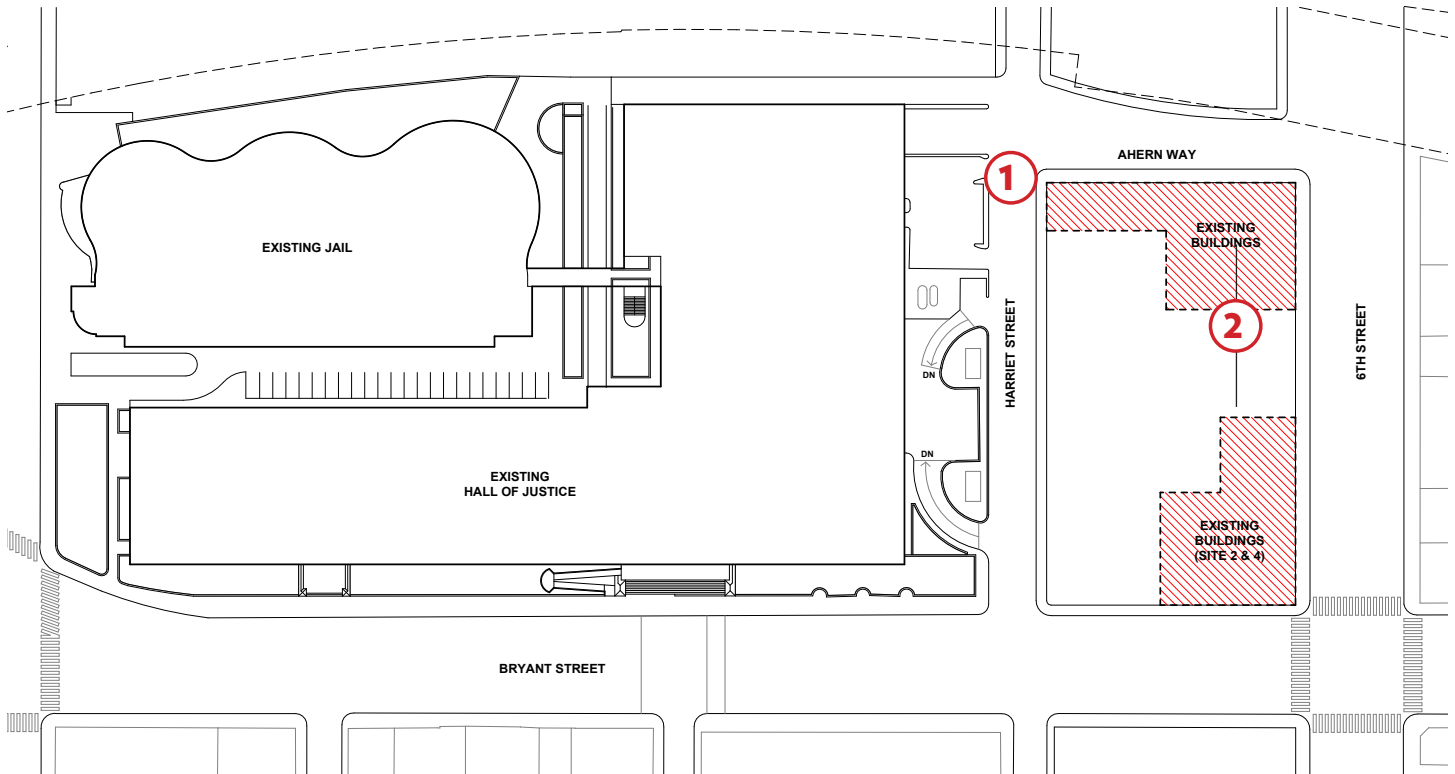 AHERN WAY
1
EXISTING JAIL
EXISTING
BUILDINGS
2
HARRIET STREET
6TH STREET
DN
DN
EXISTING
HALL OF JUSTICE
EXISTING
BUILDINGS
(SITE 2 & 4)
BRYANT STREET